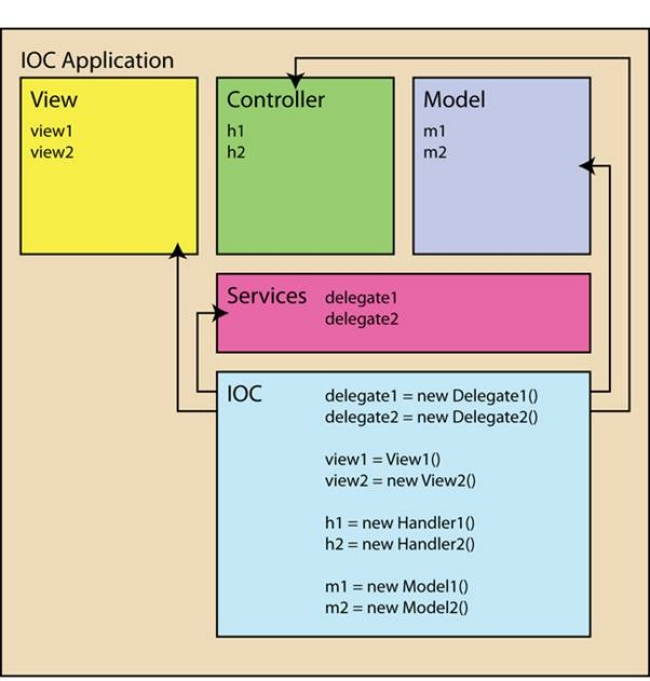 IOC Application
View
view1
view2
Controller
h1
h2
Model
m1
m2
Services
delegate1
delegate2
IOC
delegate1 = new Delegate1()
delegate2 = new Delegate2()
view1 = View1()
view2 = new View2()
h1 = new Handler1()
h2 = new Handler2()
m1 = new Model1()
m2 = new Model2()